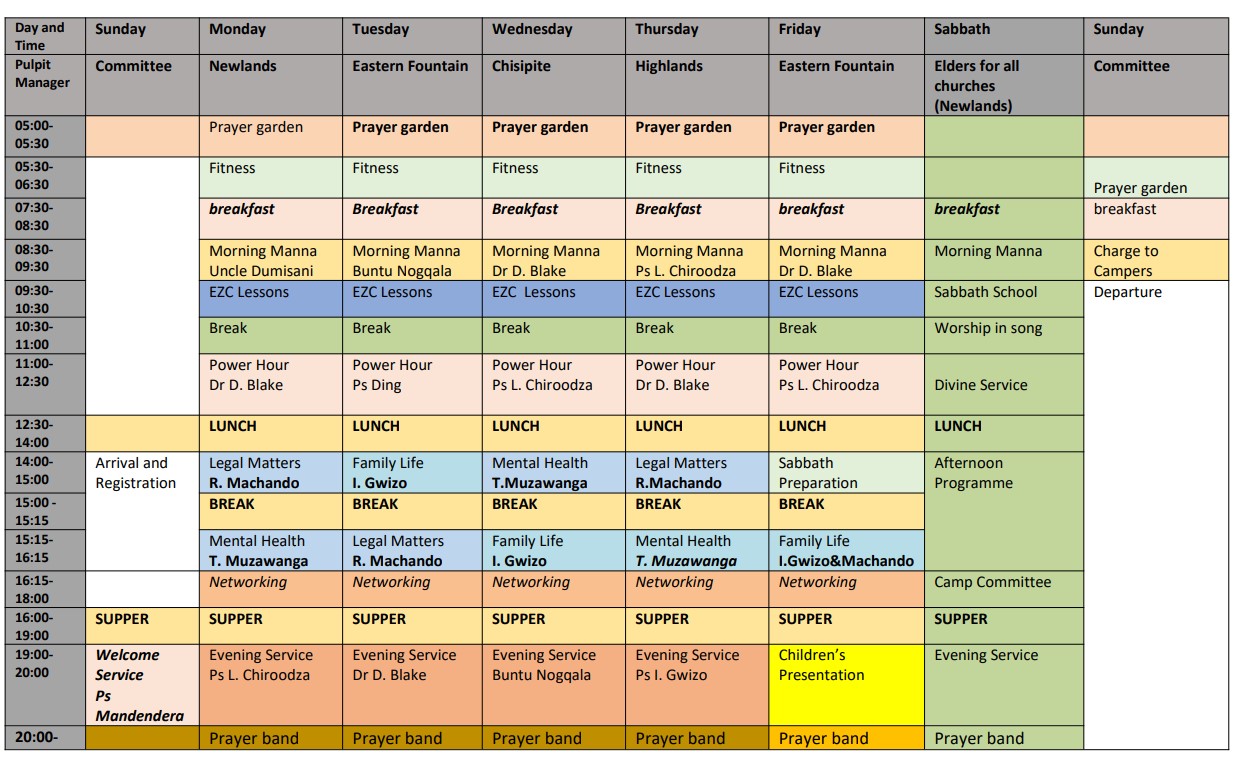 Day and Time Sunday Monday Tuesday Wednesday Thursday Friday Sabbath Sunday
Pulpit Manager Committee Newlands Eastern Fountain Chisipite Highlands Eastern Fountain Elders for all churches (Newlands) Committee
05:00-05:30 Prayer garden Prayer garden Prayer garden Prayer garden Prayer garden
05:30-06:30 Fitness Fitness Fitness Fitness Fitness Prayer garden
07:30-08:30 breakfast Breakfast Breakfast Breakfast breakfast breakfast breakfast
08:30-09:30 Morning Manna Uncle Dumisani Morning Manna Buntu Nogqala Morning Manna Dr D. Blake Morning Manna Ps L. Chiroodza Morning Manna Dr D. Blake Morning Manna Charge to Campers
09:30-10:30 EZC Lessons EZC Lessons EZC Lessons EZC Lessons EZC Lessons Sabbath School Departure
10:30-11:00 Break Break Break Break Break Worship in song
11:00-12:30 Power Hour Dr D. Blake Power Hour Ps Ding Power Hour Ps L. Chiroodza Power Hour Dr D. Blake Power Hour Ps L. Chiroodza Divine Service
12:30-14:00 LUNCH LUNCH LUNCH LUNCH LUNCH LUNCH
14:00-15:00 Arrival and Registration Legal Matters R. Machando Family Life I. Gwizo Mental Health T.Muzawanga Legal Matters R.Machando Sabbath Preparation Afternoon Programme
15:00 -15:15 BREAK BREAK BREAK BREAK BREAK
15:15-16:15 Mental Health T. Muzawanga Legal Matters R. Machando Family Life I. Gwizo Mental Health T. Muzawanga Family Life I.Gwizo&Machando
16:15-18:00 Networking Networking Networking Networking Networking Camp Committee
16:00-19:00 SUPPER SUPPER SUPPER SUPPER SUPPER SUPPER SUPPER
19:00-20:00 Welcome Service Ps Mandendera Evening Service Ps L. Chiroodza Evening Service Dr D. Blake Evening Service Buntu Nogqala Evening Service Ps I. Gwizo Children's Presentation Evening Service
20:00- Prayer band Prayer band Prayer band Prayer band Prayer band Prayer band